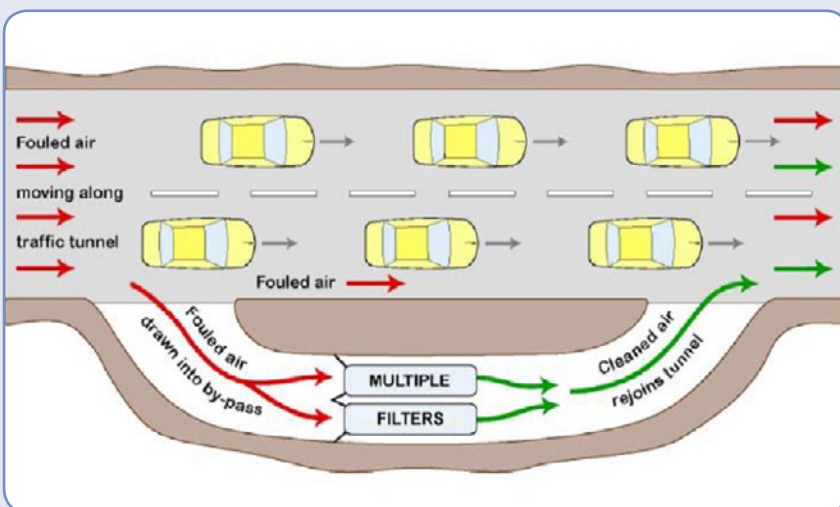 Fouled air
moving along
traffic tunnel
Fouled air
Fouled air
drawn into by-pass
MULTIPLE
FILTERS
Cleaned air
rejoins tunnel